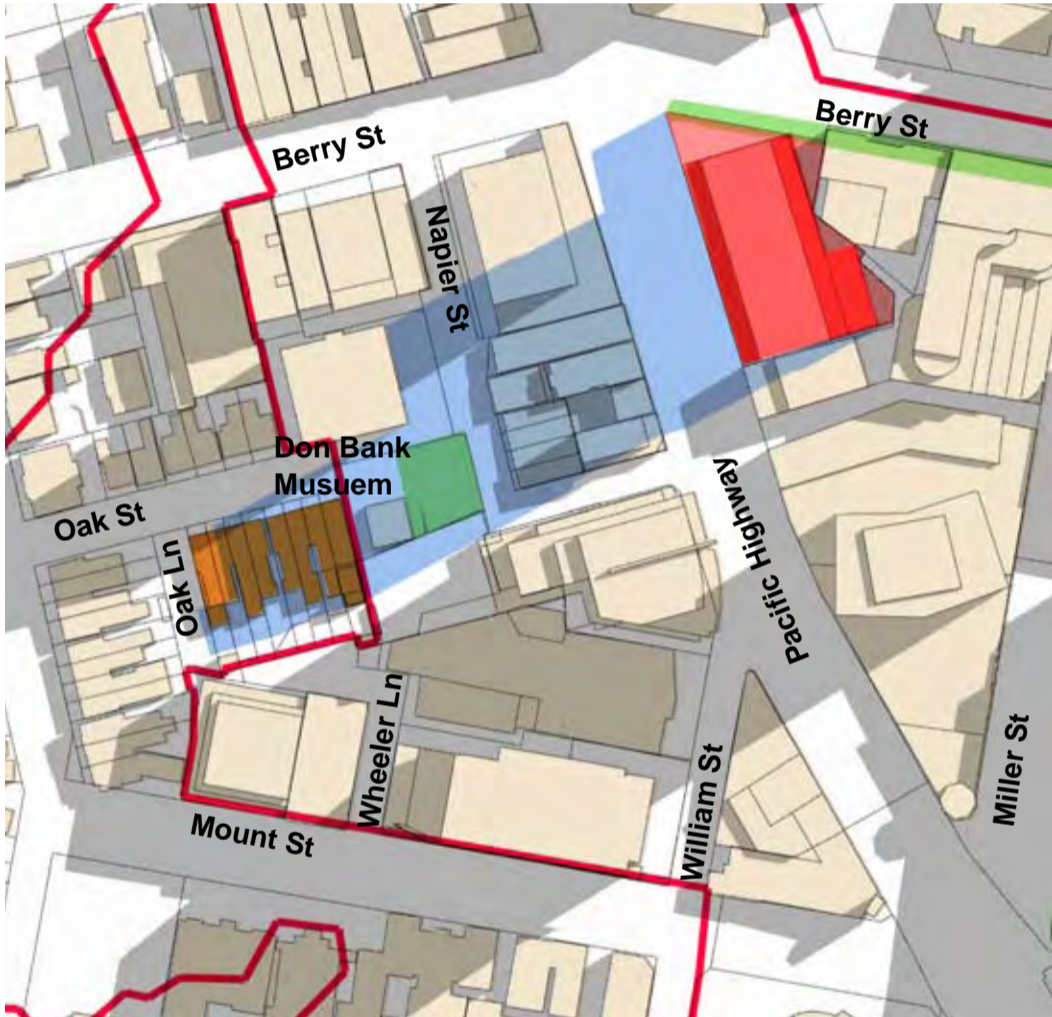 Berry St
Berry St
Napier St
Don Bank
Musuem
Oak St
Oak Ln
Pacific Highway
Wheeler Ln
William St
Miller St
Mount St